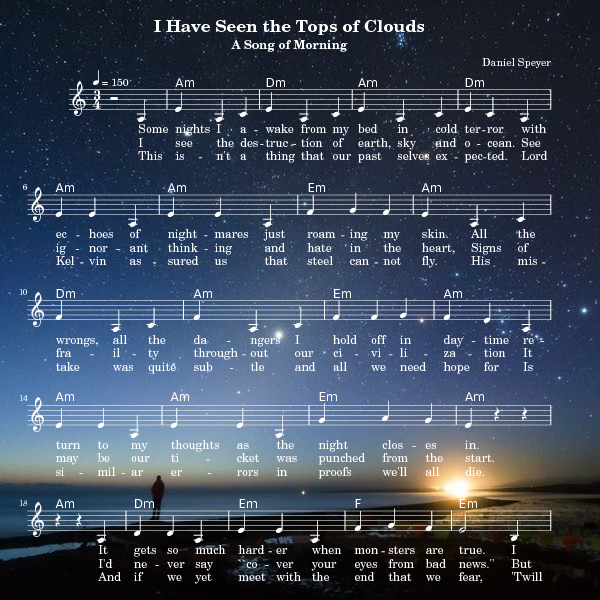 I Have Seen the Tops of Clouds
A Song of Morning
Daniel Speyer
= 150
3 4
Am Dm Am Dm
Some nights I a - wake from my bed in cold ter - ror with
I see the des - truc - tion of earth, sky and o - cean. See
This is - n't a thing that our past selves ex - pec - ted. Lord
6 Am Am Em Am
ec - hoes of night - mares just roam - ing my skin. All the
ig - nor - ant think - ing and hate in the heart, Signs of
Kel - vin as - sured us that steel can - not fly. His mis -
10 Dm Am Em Am
wrongs, all the da - ngers I hold off in day - time re -
fra - il - ty through - out our ci - vi - li - za - tion It
take was quite sub - tle and all we need hope for Is
14 Am Am Em Am
turn to my thoughts as the night clos - es in.
may be our ti - cket was punched from the start.
si - mil - ar er - rors in proofs we'll all die.
18 Am Dm Em F Em
It gets so much hard - er when mon - sters are true. I
I'd ne - ver say ``co - ver your eyes from bad news.'' But
And if we yet meet with the end that we fear, 'Twill